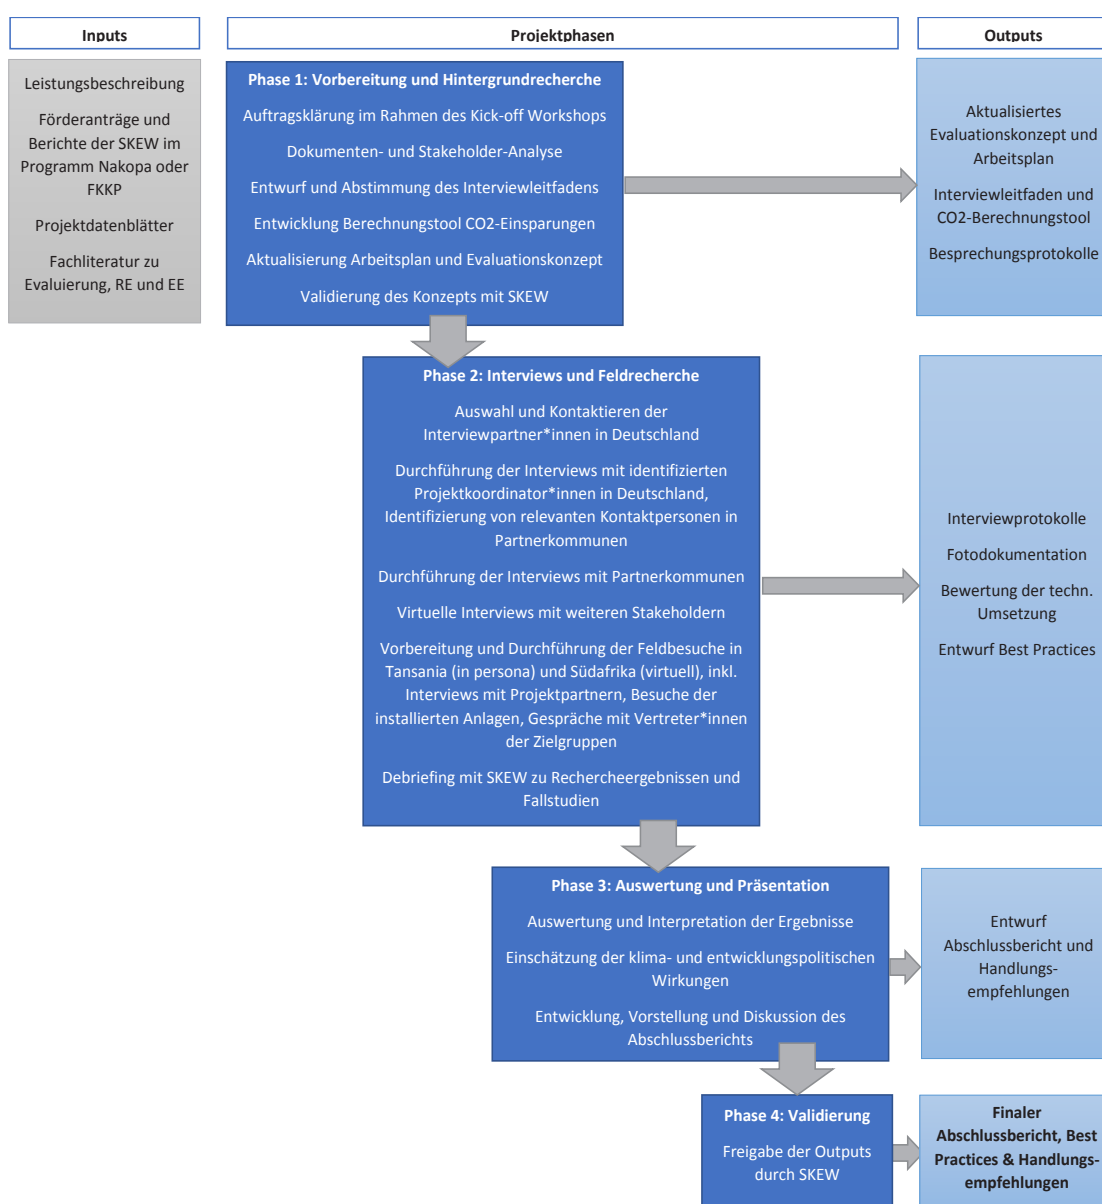 Inputs
Projektphasen
Outputs
Leistungsbeschreibung
Förderanträge und
Berichte der SKEW im
Programm Nakopa oder
FKKP
Projektdatenblätter
Fachliteratur zu
Evaluierung, RE und EE
Phase 1: Vorbereitung und Hintergrundrecherche
Auftragsklärung im Rahmen des Kick-off Workshops
Dokumenten- und Stakeholder-Analyse
Entwurf und Abstimmung des Interviewleitfadens
Entwicklung Berechnungstool CO2-Einsparungen
Aktualisierung Arbeitsplan und Evaluationskonzept
Validierung des Konzepts mit SKEW
Aktualisiertes
Evaluationskonzept und
Arbeitsplan
Interviewleitfaden und
CO2-Berechnungstool
Besprechungsprotokolle
Phase 2: Interviews und Feldrecherche
Auswahl und Kontaktieren der
Interviewpartner*innen in Deutschland
Durchführung der Interviews mit identifizierten
Projektkoordinator*innen in Deutschland,
Identifizierung von relevanten Kontaktpersonen in
Partnerkommunen
Durchführung der Interviews mit Partnerkommunen
Virtuelle Interviews mit weiteren Stakeholdern
Vorbereitung und Durchführung der Feldbesuche in
Tansania (in persona) und Südafrika (virtuell), inkl.
Interviews mit Projektpartnern, Besuche der
installierten Anlagen, Gespräche mit Vertreter*innen
der Zielgruppen
Debriefing mit SKEW zu Rechercheergebnissen und
Fallstudien
Interviewprotokolle
Fotodokumentation
Bewertung der techn.
Umsetzung
Entwurf Best Practices
Phase 3: Auswertung und Präsentation
Auswertung und Interpretation der Ergebnisse
Einschätzung der klima- und entwicklungspolitischen
Wirkungen
Entwicklung, Vorstellung und Diskussion des
Abschlussberichts
Entwurf
Abschlussbericht und
Handlungs-
empfehlungen
Phase 4: Validierung
Freigabe der Outputs
durch SKEW
Finaler
Abschlussbericht, Best
Practices & Handlungs-
empfehlungen